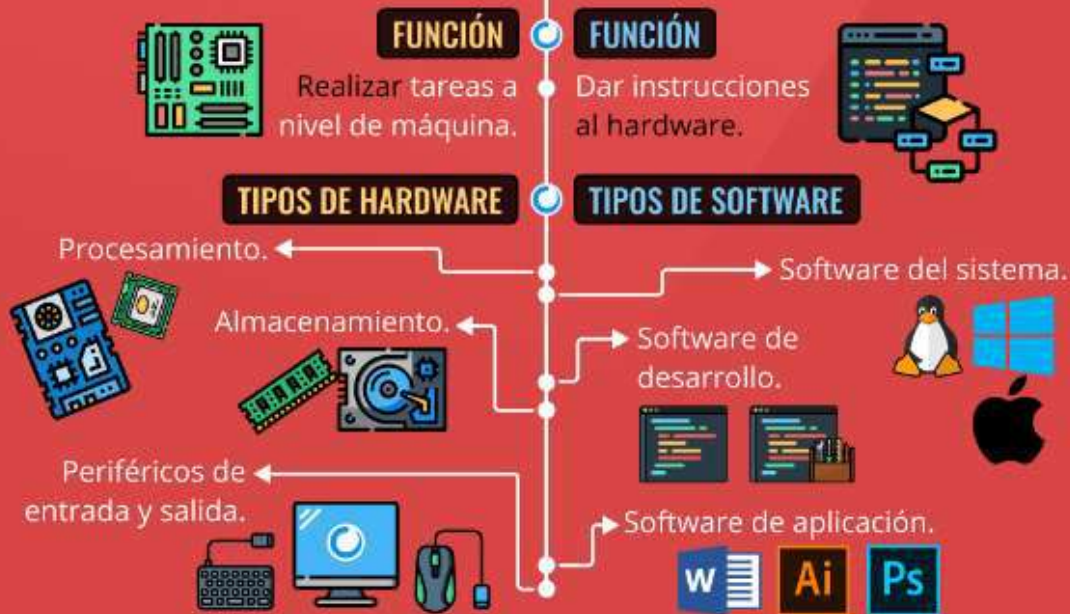 FUNCIÓN
Realizar tareas a
nivel de máquina.
FUNCIÓN
Dar instrucciones
al hardware.
TIPOS DE HARDWARE
Procesamiento.
Almacenamiento.
Periféricos de
entrada y salida.
TIPOS DE SOFTWARE
Software del sistema.
Software de
desarrollo.
Software de aplicación.
W
Ai
Ps